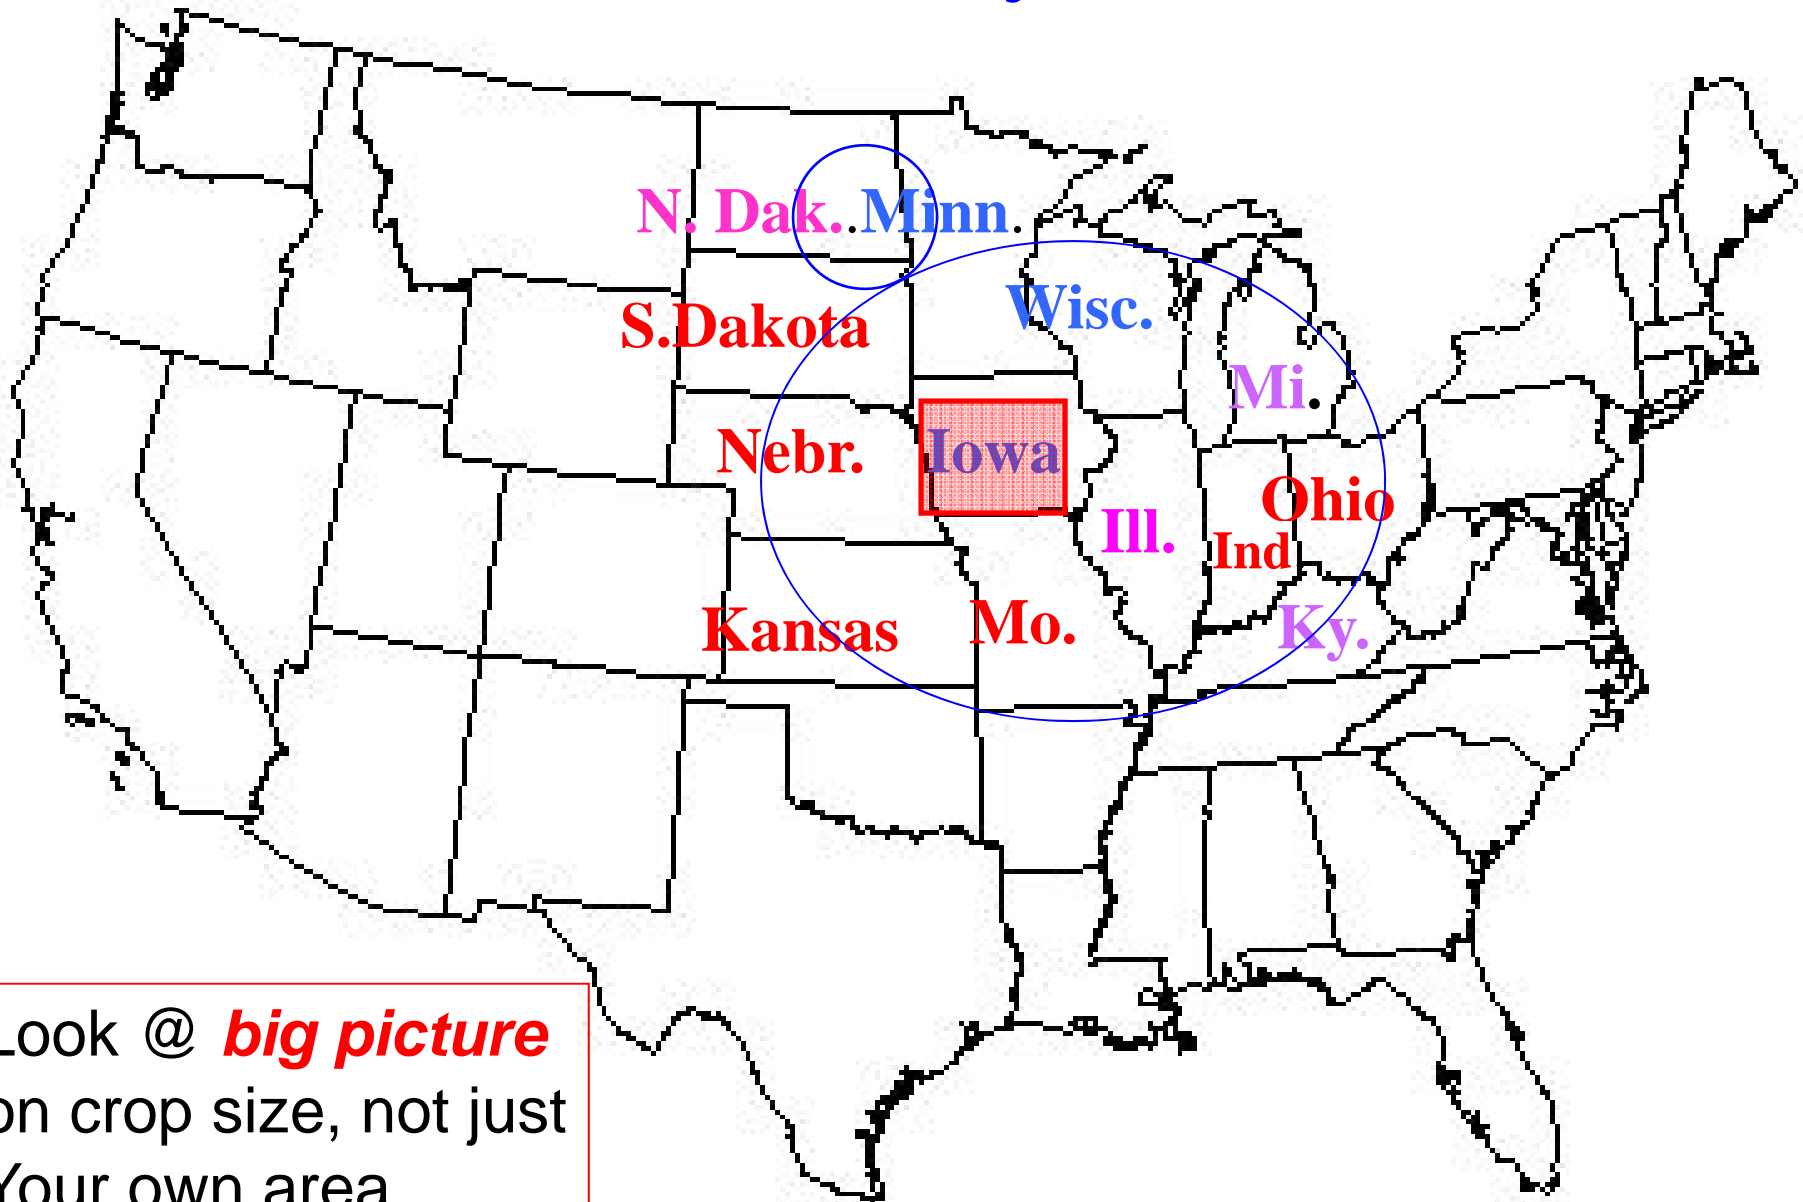 N. Dak..Minn.
Wisc.
S.Dakota
Mi.
Nebr.
Iowa
Ohio
Ill.
Ind
Kansas
Mo.
Ky.
Look @ big picture
on crop size, not just
Your own area